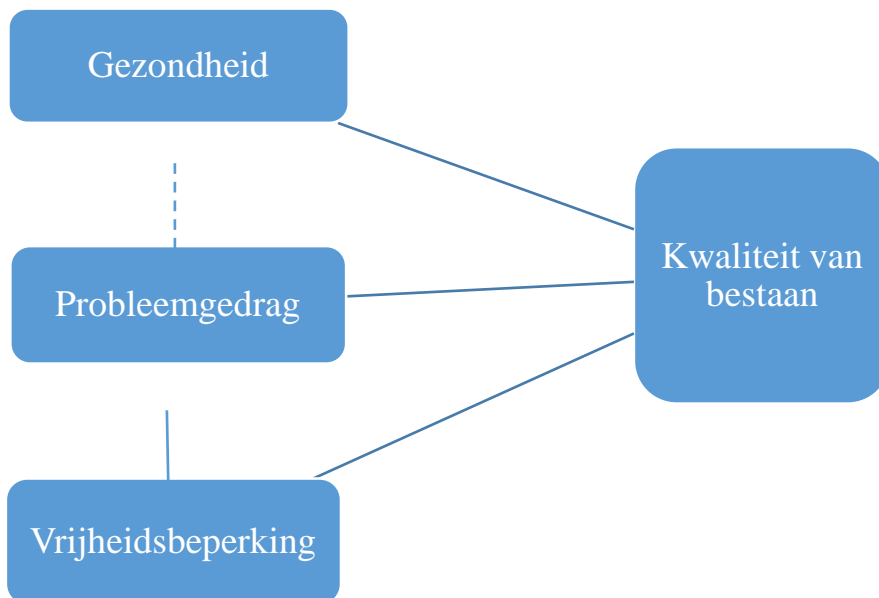 Gezondheid
Probleemgedrag
Kwaliteit van
bestaan
Vrijheidsbeperking